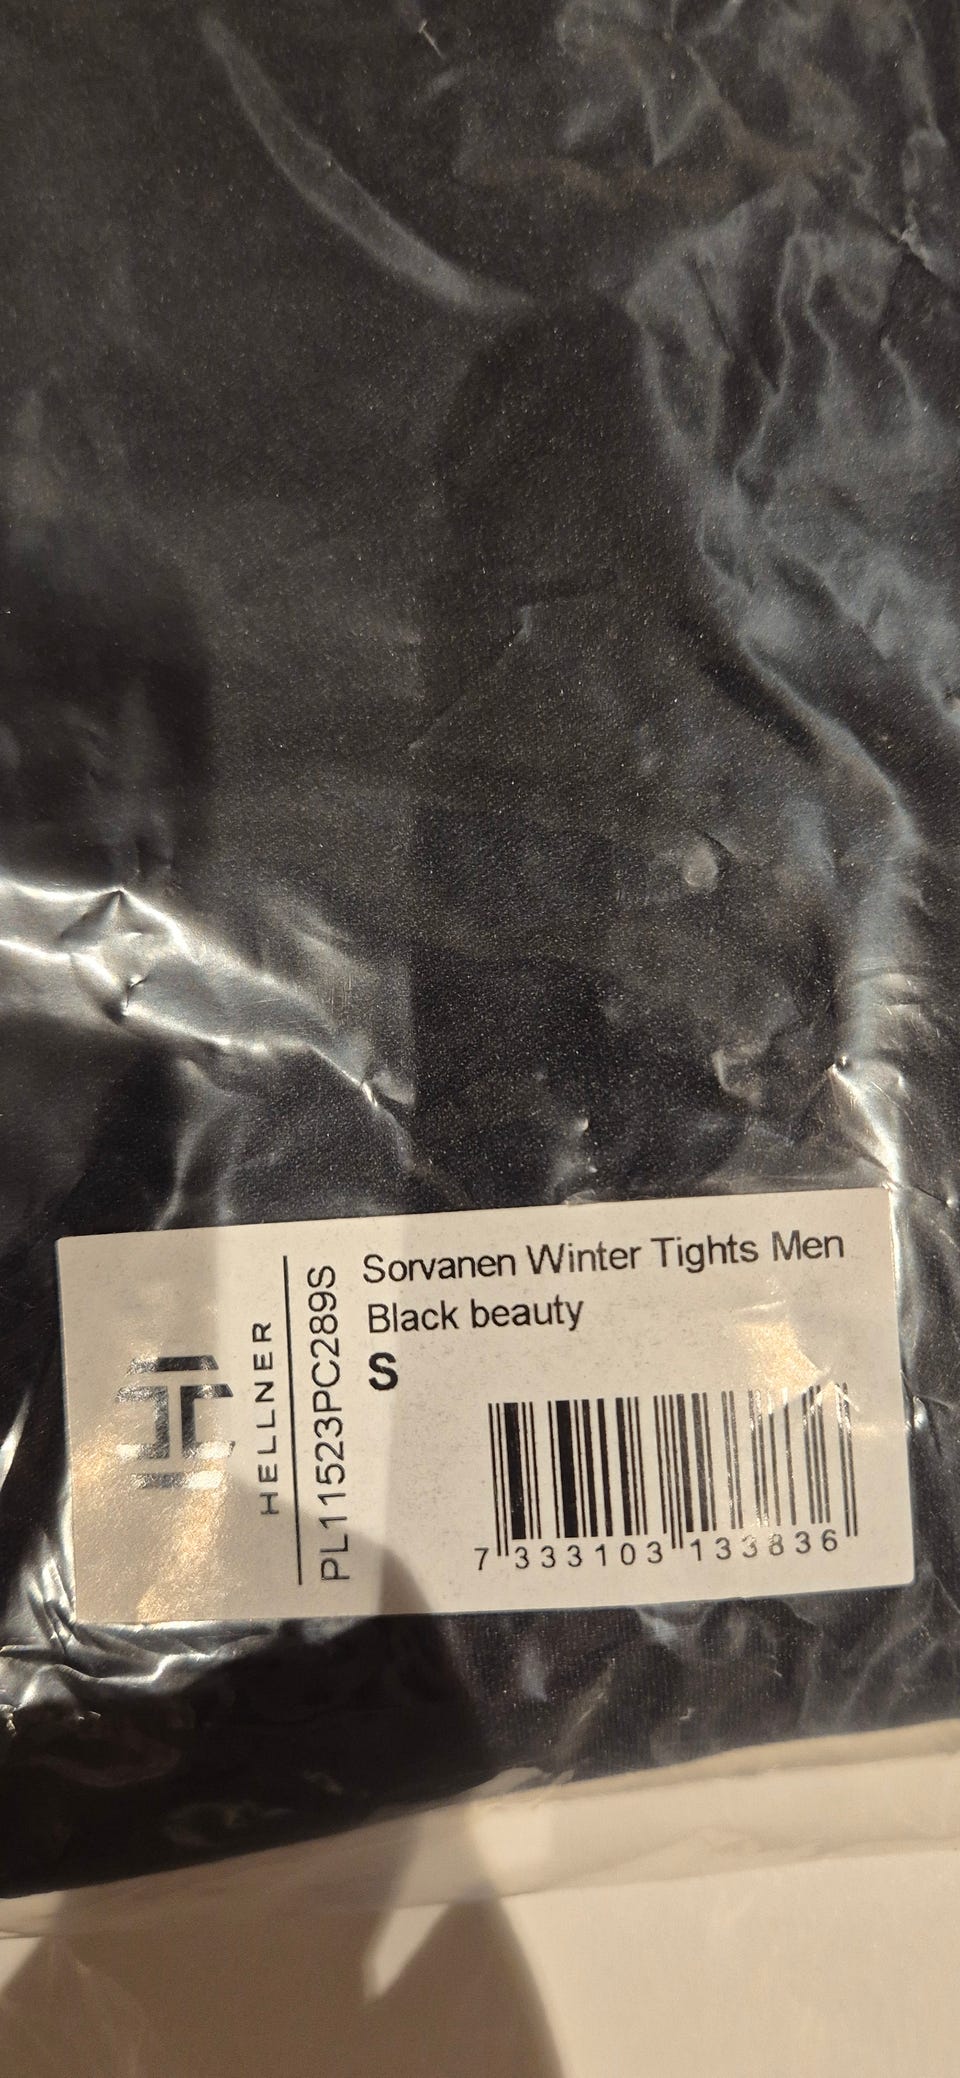 HELLNER
PL11523PC289S
Sorvanen Winter Tights Men
Black beauty
S
7 333103 133836